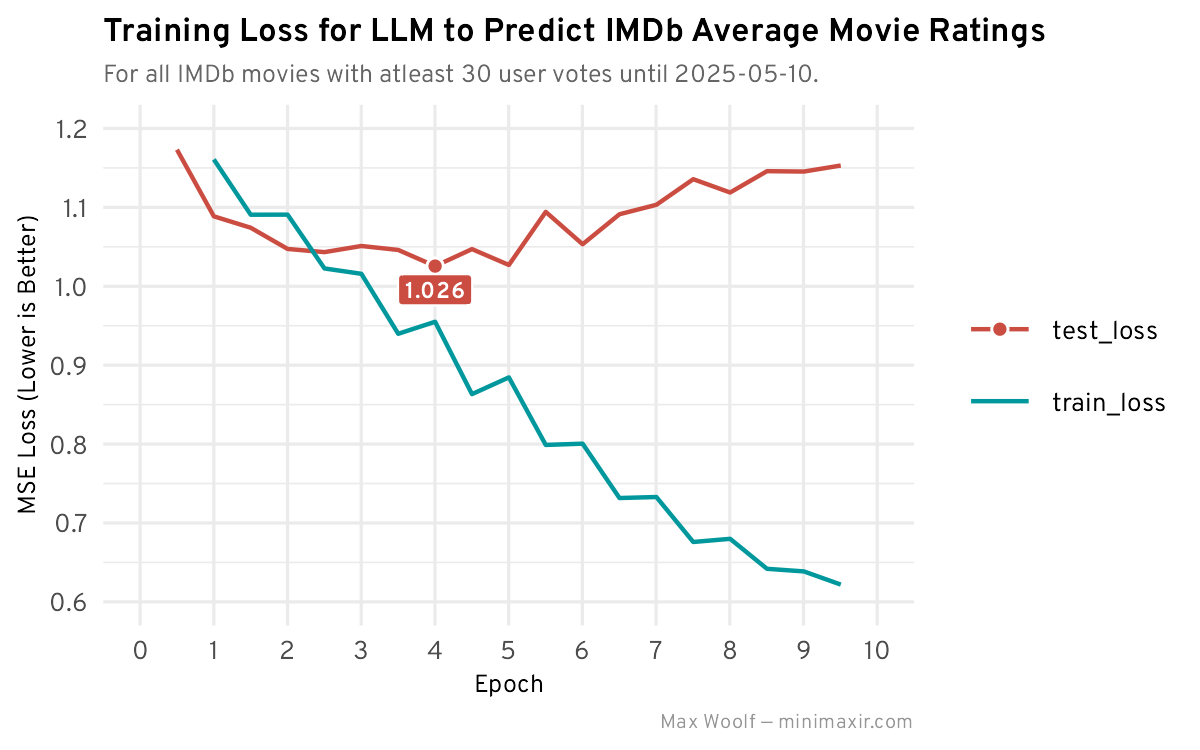 Training Loss for LLM to Predict IMDb Average Movie Ratings
For all IMDb movies with atleast 30 user votes until 2025-05-10.
MSE Loss (Lower is Better)
1.2
1.1
1.0
0.9
0.8
0.7
0.6
1.026
test_loss
train_loss
0 1 2 3 4 5 6 7 8 9 10
Epoch
Max Woolf — minimaxir.com